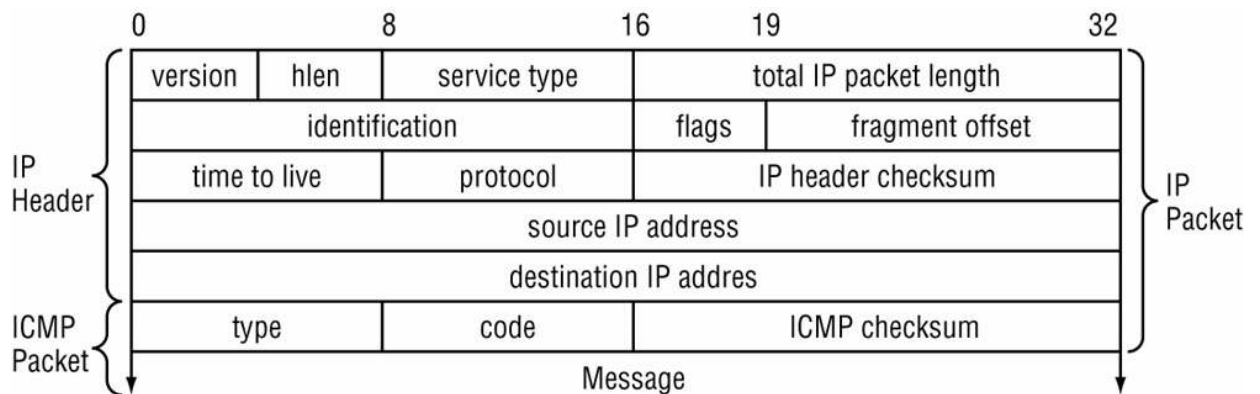 0 8 16 19 32
version hlen service type total IP packet length
identification flags fragment offset
time to live protocol IP header checksum
IP
Header
source IP address
IP
Packet
destination IP addres
ICMP
Packet
type code ICMP checksum
Message